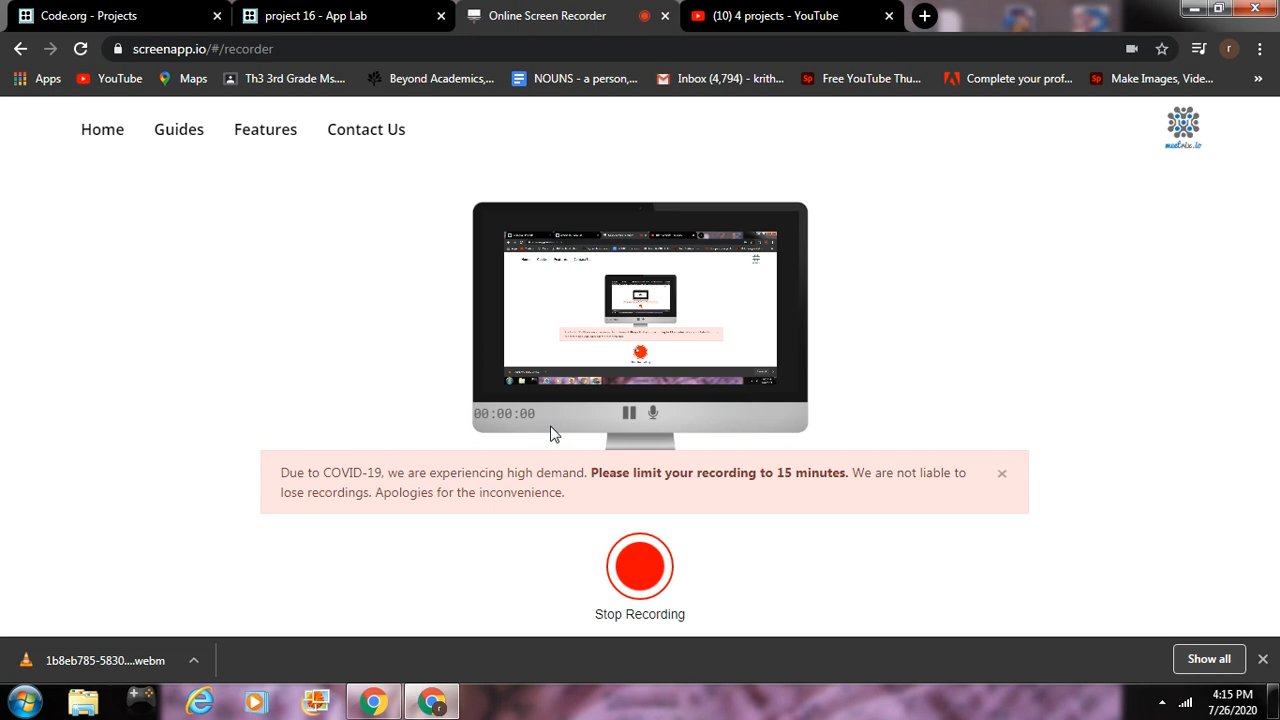 Code.org - Projects
project 16 - App Lab
Online Screen Recorder
(10) 4 projects - YouTube
screenapp.io/#/recorder
r
Apps
YouTube
Maps
Th3 3rd Grade Ms....
Beyond Academics,...
NOUNS - a person,...
Inbox (4,794) - krith...
Free YouTube Thu...
Complete your prof...
Make Images, Vide...
»
Home
Guides
Features
Contact Us
meetrix.io
00:00:00
Due to COVID-19, we are experiencing high demand. Please limit your recording to 15 minutes. We are not liable to
lose recordings. Apologies for the inconvenience.
Stop Recording
1b8eb785-5830....webm
Show all
4:15 PM
7/26/2020